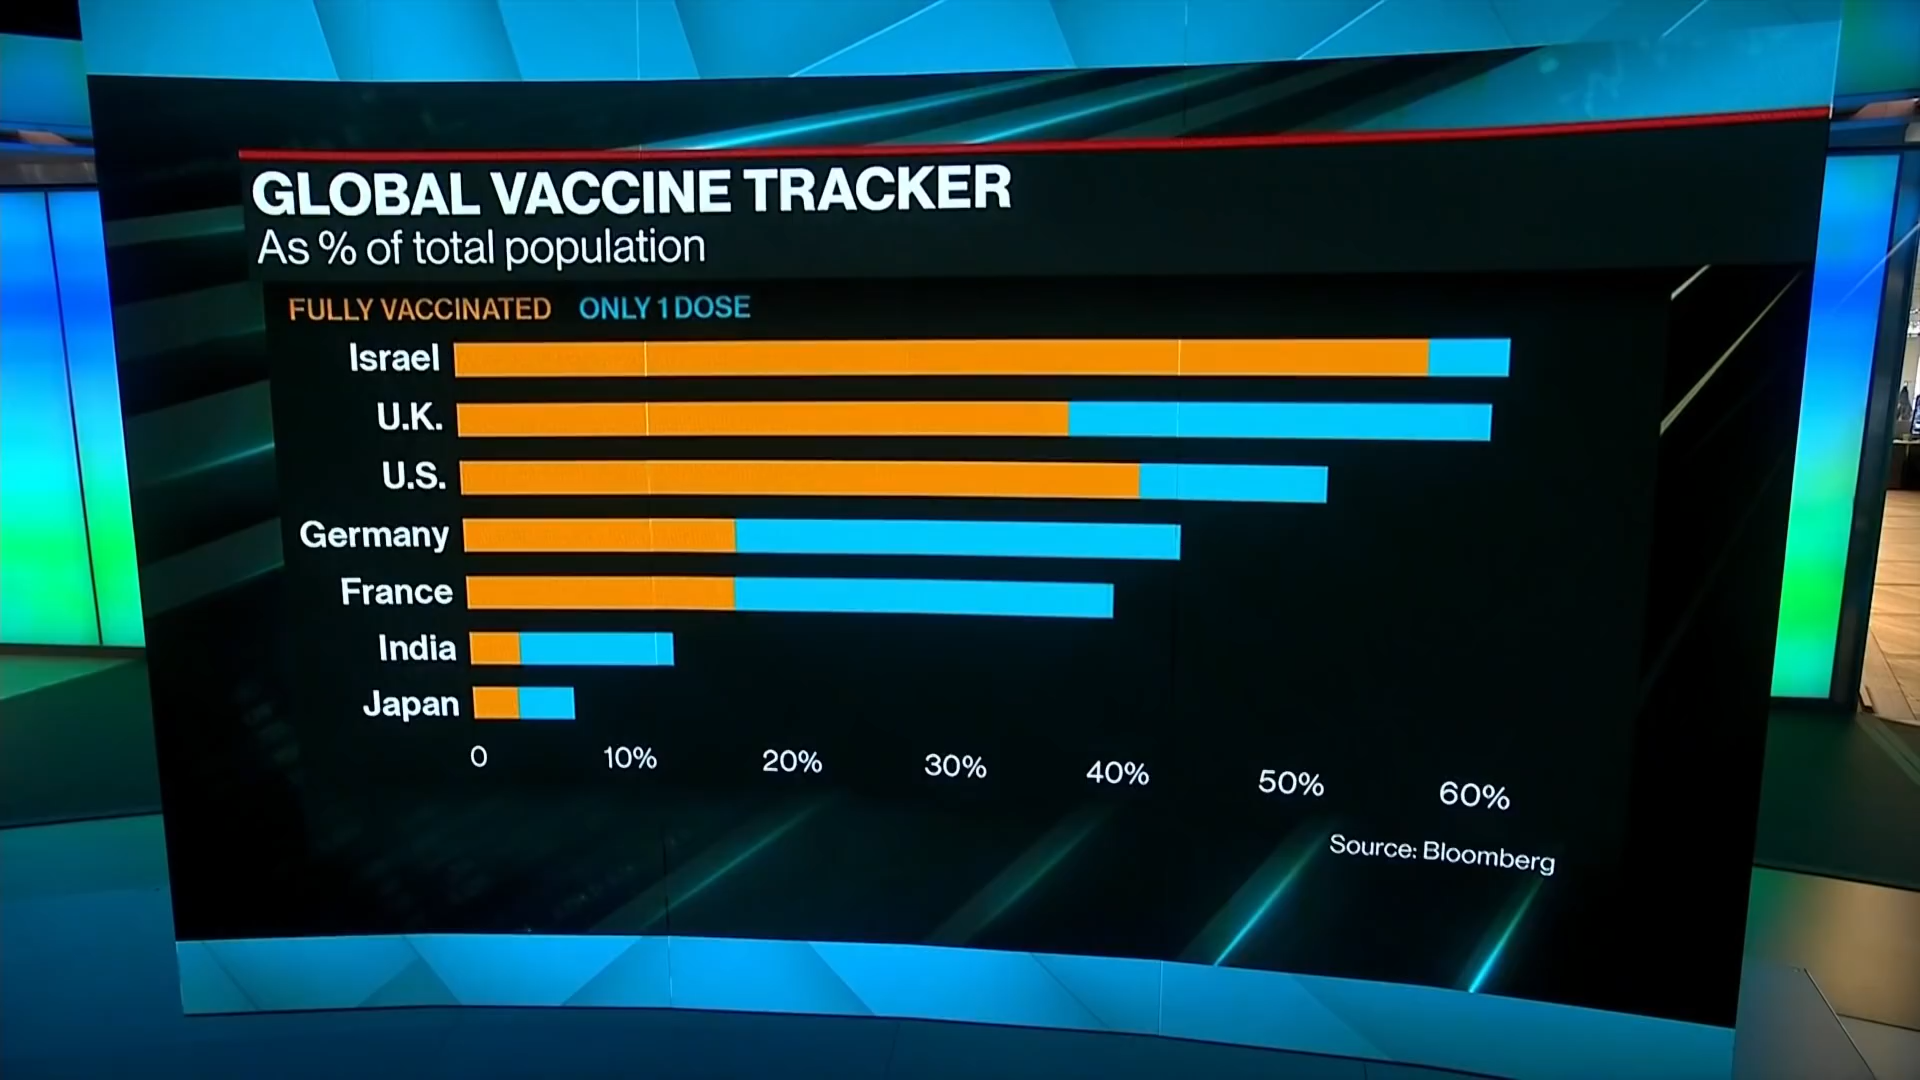 GLOBAL VACCINE TRACKER
As % of total population
FULLY VACCINATED ONLY 1 DOSE
Israel
U.K.
U.S.
Germany
France
India
Japan
0 10% 20% 30% 40% 50% 60%
Source: Bloomberg